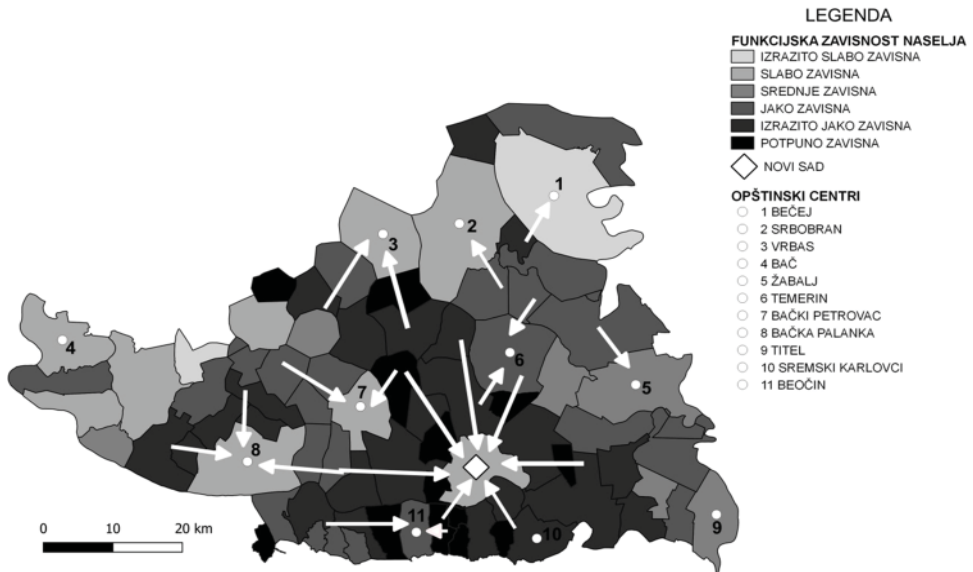 LEGENDA
FUNKCIJSKA ZAVISNOST NASELJA
IZRAZITO SLABO ZAVISNA
SLABO ZAVISNA
SREDNJE ZAVISNA
JAKO ZAVISNA
IZRAZITO JAKO ZAVISNA
POTPUNO ZAVISNA
NOVI SAD
OPŠTINSKI CENTRI
1 BEČEJ
2 SRBOBRAN
3 VRBAS
4 BAČ
5 ŽABALJ
6 TEMERIN
7 BAČKI PETROVAC
8 BAČKA PALANKA
9 TITEL
10 SREMSKI KARLOVCI
11 BEOČIN
1
2
3
4
6
5
7
8
11
9
10
0 10 20 km